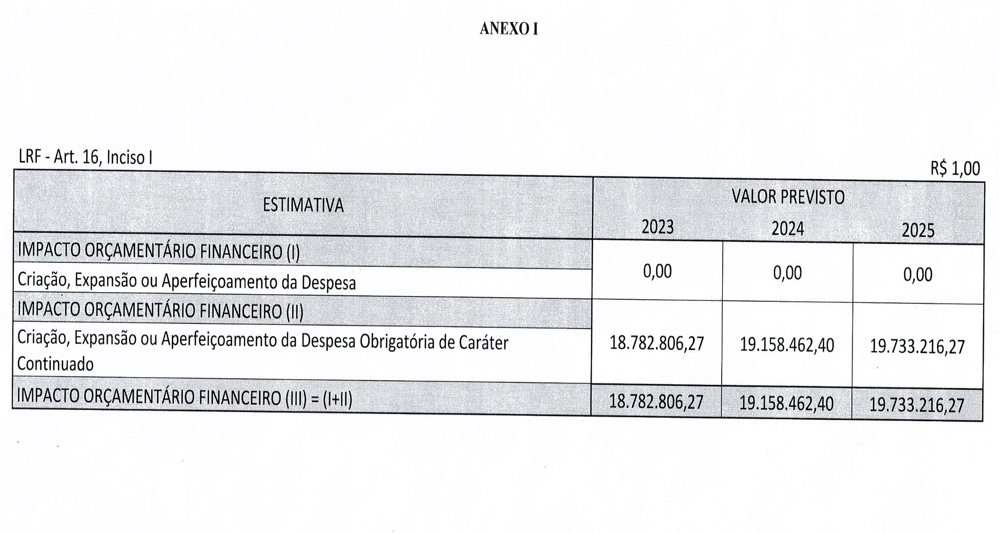 ANEXO I
LRF - Art. 16, Inciso I
R$ 1,00
ESTIMATIVA
VALOR PREVISTO
2023 2024 2025
IMPACTO ORÇAMENTÁRIO FINANCEIRO (I)
Criação, Expansão ou Aperfeiçoamento da Despesa
0,00 0,00 0,00
IMPACTO ORÇAMENTÁRIO FINANCEIRO (II)
Criação, Expansão ou Aperfeiçoamento da Despesa Obrigatória de Caráter
Continuado
18.782.806,27 19.158.462,40 19.733.216,27
IMPACTO ORÇAMENTÁRIO FINANCEIRO (III) = (I+II) 18.782.806,27 19.158.462,40 19.733.216,27